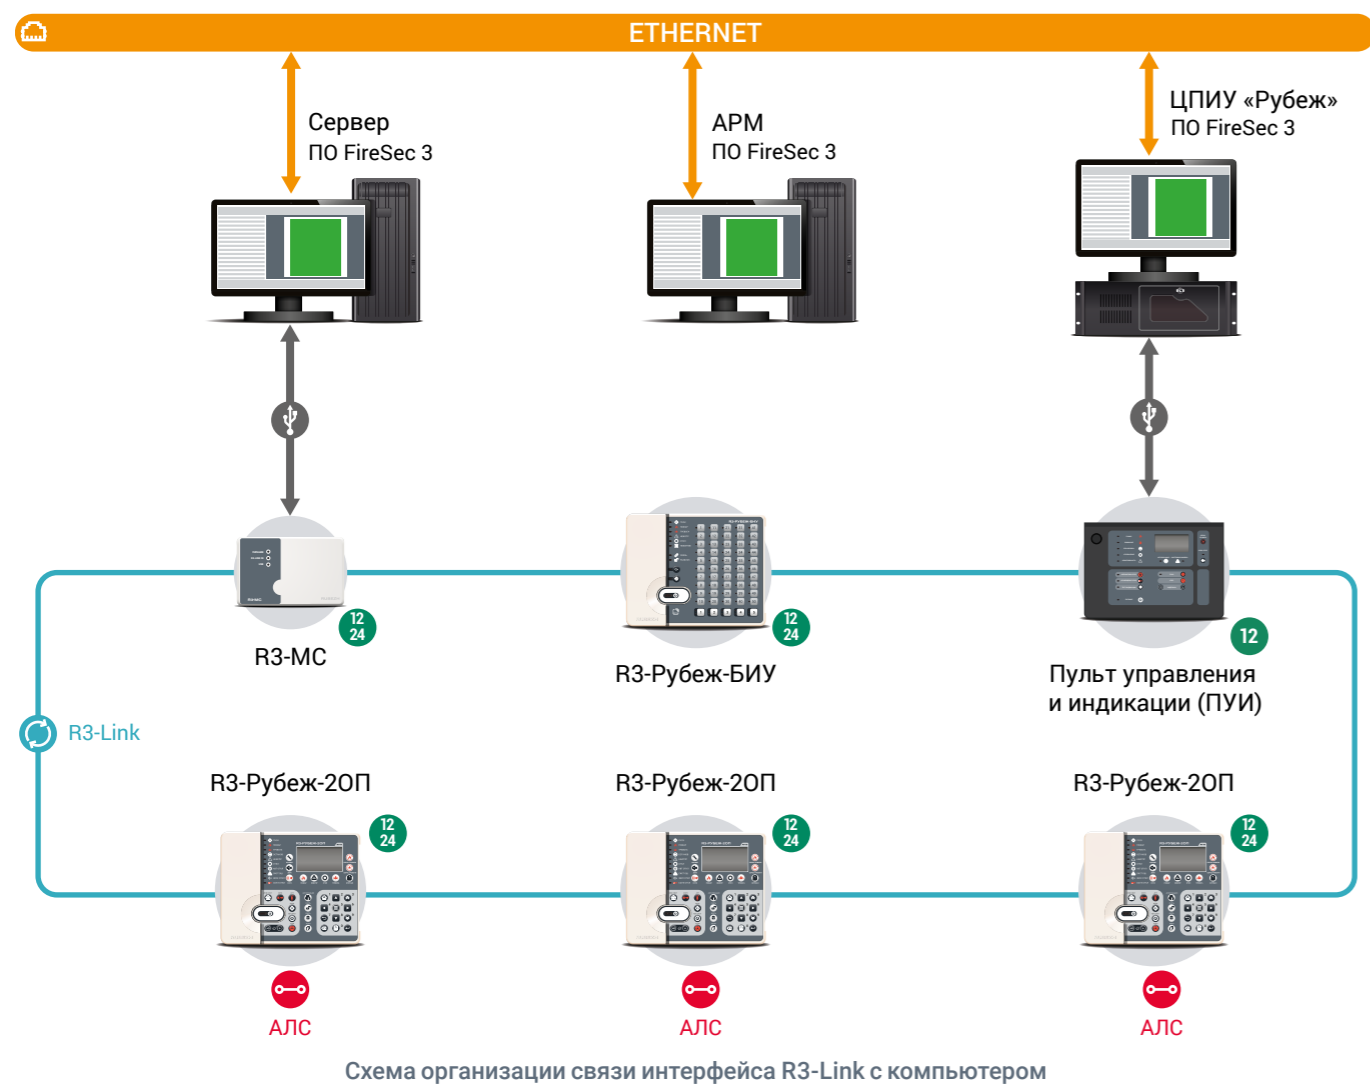 ETHERNET
Сервер
ПО FireSec 3
АРМ
ПО FireSec 3
ЦПИУ «Рубеж»
ПО FireSec 3
12
24
R3-МС
12
24
R3-Рубеж-БИУ
12
Пульт управления
и индикации (ПУИ)
R3-Link
R3-Рубеж-2ОП
12
24
R3-Рубеж-2ОП
12
24
R3-Рубеж-2ОП
12
24
АЛС
АЛС
АЛС
Схема организации связи интерфейса R3-Link с компьютером